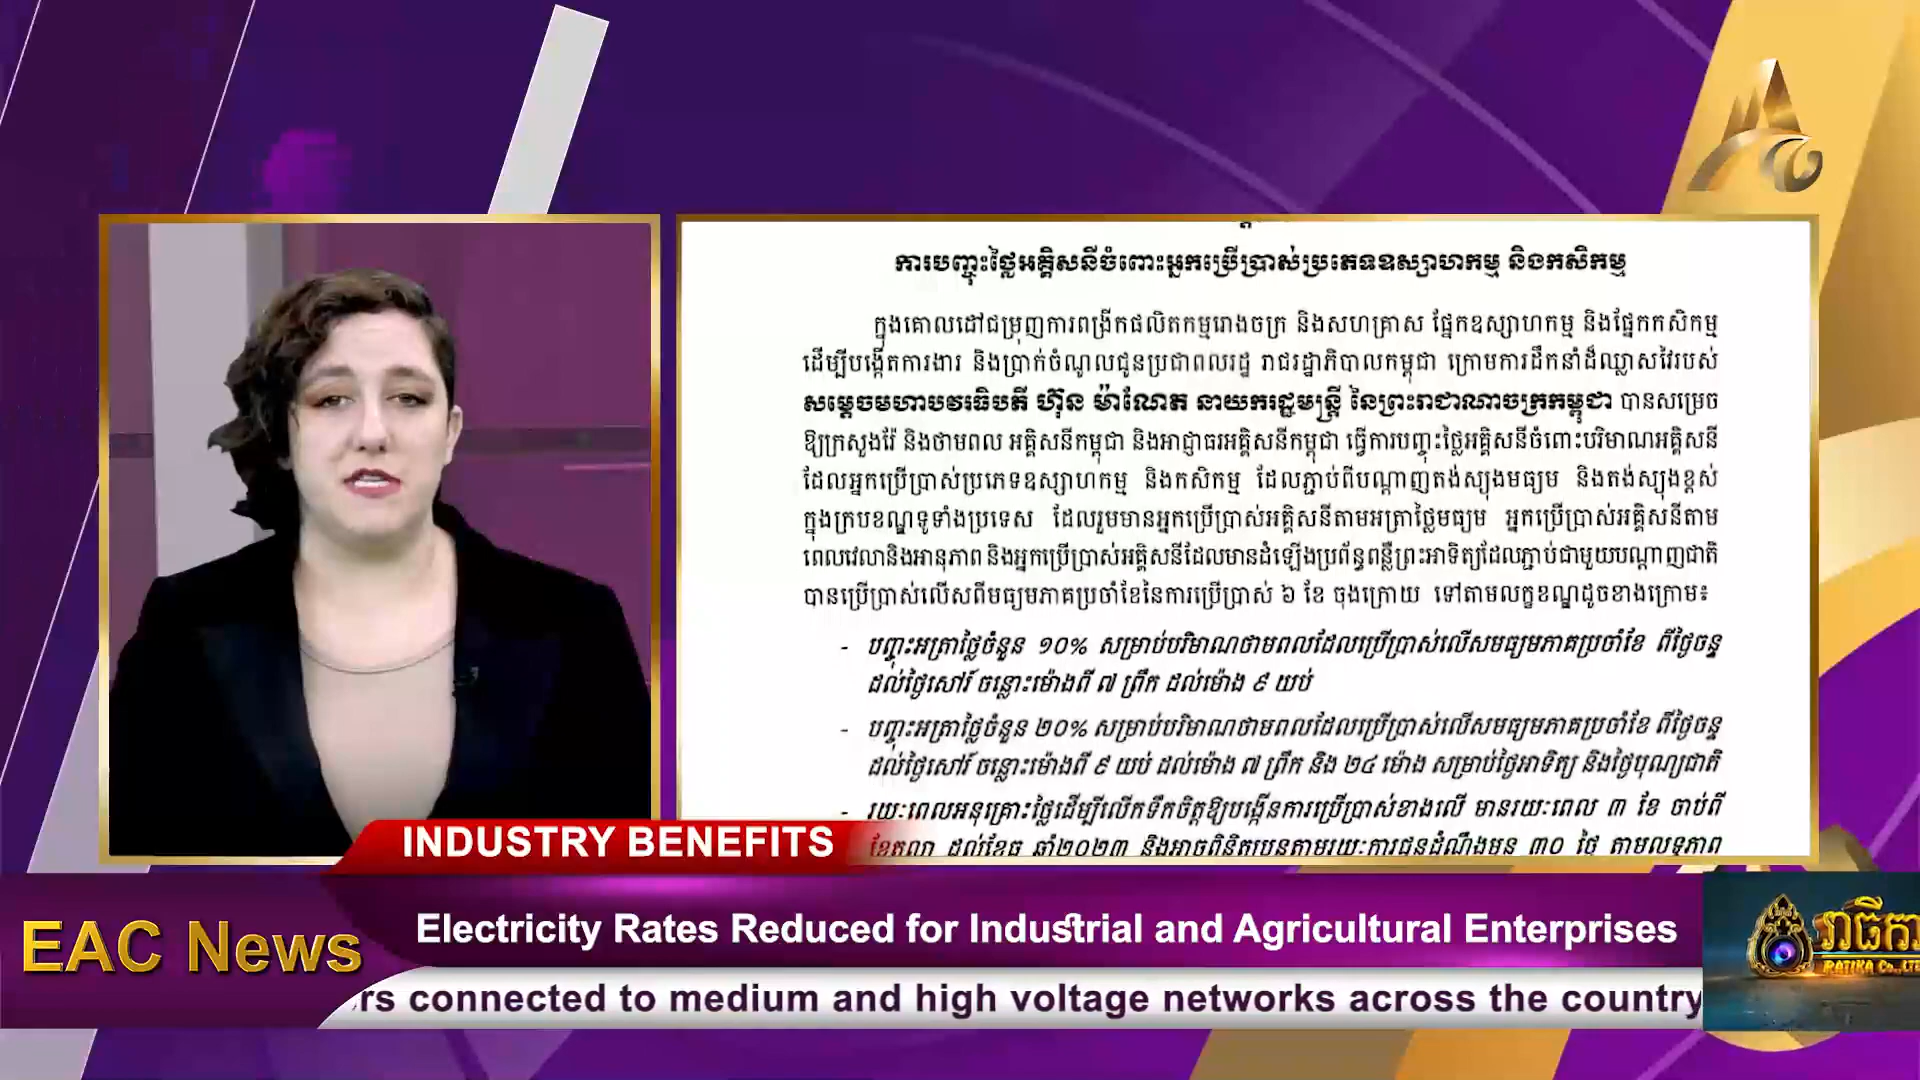 ការបញ្ចុះថ្លៃអគ្គិសនីចំពោះអ្នកប្រើប្រាស់ប្រភេទឧស្សាហកម្ម និងកសិកម្ម
ក្នុងគោលដៅជម្រុញការពង្រីកផលិតកម្មរោងចក្រ និងសហគ្រាស ផ្នែកឧស្សាហកម្ម និងផ្នែកកសិកម្ម
ដើម្បីបង្កើតការងារ និងប្រាក់ចំណូលជូនប្រជាពលរដ្ឋ រាជរដ្ឋាភិបាលកម្ពុជា ក្រោមការដឹកនាំដ៏ឈ្លាសវៃរបស់
សម្តេចមហាបវរធិបតី ហ៊ុន ម៉ាណែត នាយករដ្ឋមន្ត្រី នៃព្រះរាជាណាចក្រកម្ពុជា បានសម្រេច
ឱ្យក្រសួងរ៉ែ និងថាមពល អគ្គិសនីកម្ពុជា និងអាជ្ញាធរអគ្គិសនីកម្ពុជា ធ្វើការបញ្ចុះថ្លៃអគ្គិសនីចំពោះបរិមាណអគ្គិសនី
ដែលអ្នកប្រើប្រាស់ប្រភេទឧស្សាហកម្ម និងកសិកម្ម ដែលភ្ជាប់ពីបណ្តាញតង់ស្យុងមធ្យម និងតង់ស្យុងខ្ពស់
ក្នុងក្របខណ្ឌទូទាំងប្រទេស ដែលរួមមានអ្នកប្រើប្រាស់អគ្គិសនីតាមអត្រាថ្លៃមធ្យម អ្នកប្រើប្រាស់អគ្គិសនីតាម
ពេលវេលានិងអានុភាព និងអ្នកប្រើប្រាស់អគ្គិសនីដែលមានដំឡើងប្រព័ន្ធពន្លឺព្រះអាទិត្យដែលភ្ជាប់ជាមួយបណ្តាញជាតិ
បានប្រើប្រាស់លើសពីមធ្យមភាគប្រចាំខែនៃការប្រើប្រាស់ ៦ ខែ ចុងក្រោយ ទៅតាមលក្ខខណ្ឌដូចខាងក្រោម៖
- បញ្ចុះអត្រាថ្លៃចំនួន ១០% សម្រាប់បរិមាណថាមពលដែលប្រើប្រាស់លើសមធ្យមភាគប្រចាំខែ ពីថ្ងៃចន្ទ
ដល់ថ្ងៃសៅរ៍ ចន្លោះម៉ោងពី ៧ ព្រឹក ដល់ម៉ោង ៩ យប់
- បញ្ចុះអត្រាថ្លៃចំនួន ២០% សម្រាប់បរិមាណថាមពលដែលប្រើប្រាស់លើសមធ្យមភាគប្រចាំខែ ពីថ្ងៃចន្ទ
ដល់ថ្ងៃសៅរ៍ ចន្លោះម៉ោងពី ៩ យប់ ដល់ម៉ោង ៧ ព្រឹក និង ២៤ ម៉ោង សម្រាប់ថ្ងៃអាទិត្យ និងថ្ងៃបុណ្យជាតិ
- រយៈពេលអនុគ្រោះថ្លៃដើម្បីលើកទឹកចិត្តឱ្យបង្កើនការប្រើប្រាស់ខាងលើ មានរយៈពេល ៣ ខែ ចាប់ពី
ខែតុលា ដល់ខែធ្នូ ឆ្នាំ២០២៣
INDUSTRY BENEFITS
EAC News
Electricity Rates Reduced for Industrial and Agricultural Enterprises
rs connected to medium and high voltage networks across the country
RATIKA Co.,